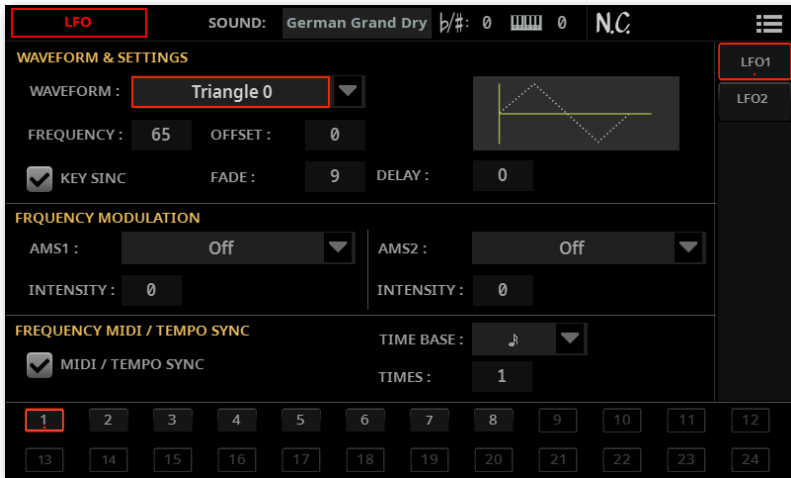 LFO SOUND: German Grand Dry ♭/#: 0 0 N.C.
WAVEFORM & SETTINGS
LFO1
WAVEFORM : Triangle 0
LFO2
FREQUENCY : 65 OFFSET : 0
KEY SINC FADE : 9 DELAY : 0
FRQUENCY MODULATION
AMS1 : Off AMS2 : Off
INTENSITY : 0 INTENSITY : 0
FREQUENCY MIDI / TEMPO SYNC
TIME BASE : 𝅘𝅥𝅯
MIDI / TEMPO SYNC
TIMES : 1
1 2 3 4 5 6 7 8 9 10 11 12
13 14 15 16 17 18 19 20 21 22 23 24